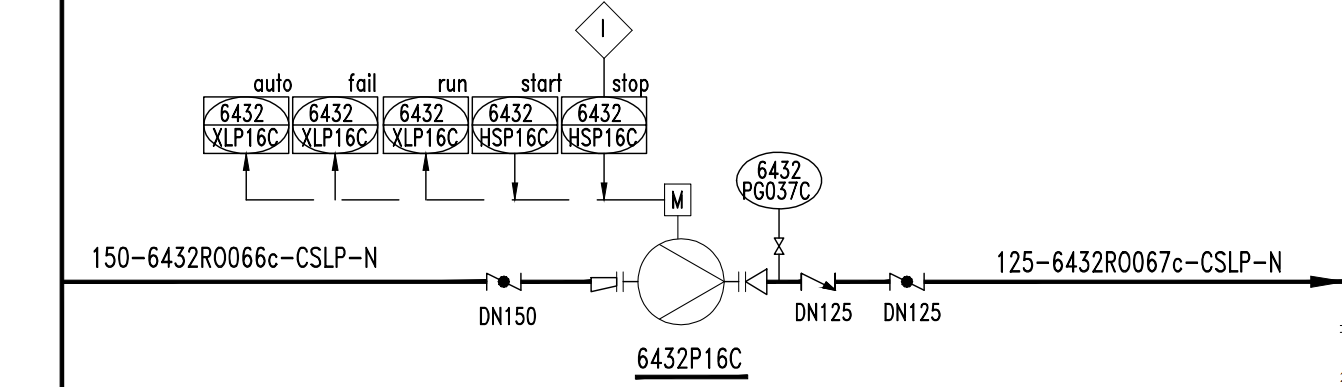 I
auto fail run start stop
6432 6432 6432 6432 6432
XLP16C XLP16C XLP16C HSP16C HSP16C
6432
PG037C
M
150-6432RO066c-CSLP-N
125-6432RO067c-CSLP-N
DN150
DN125 DN125
6432P16C